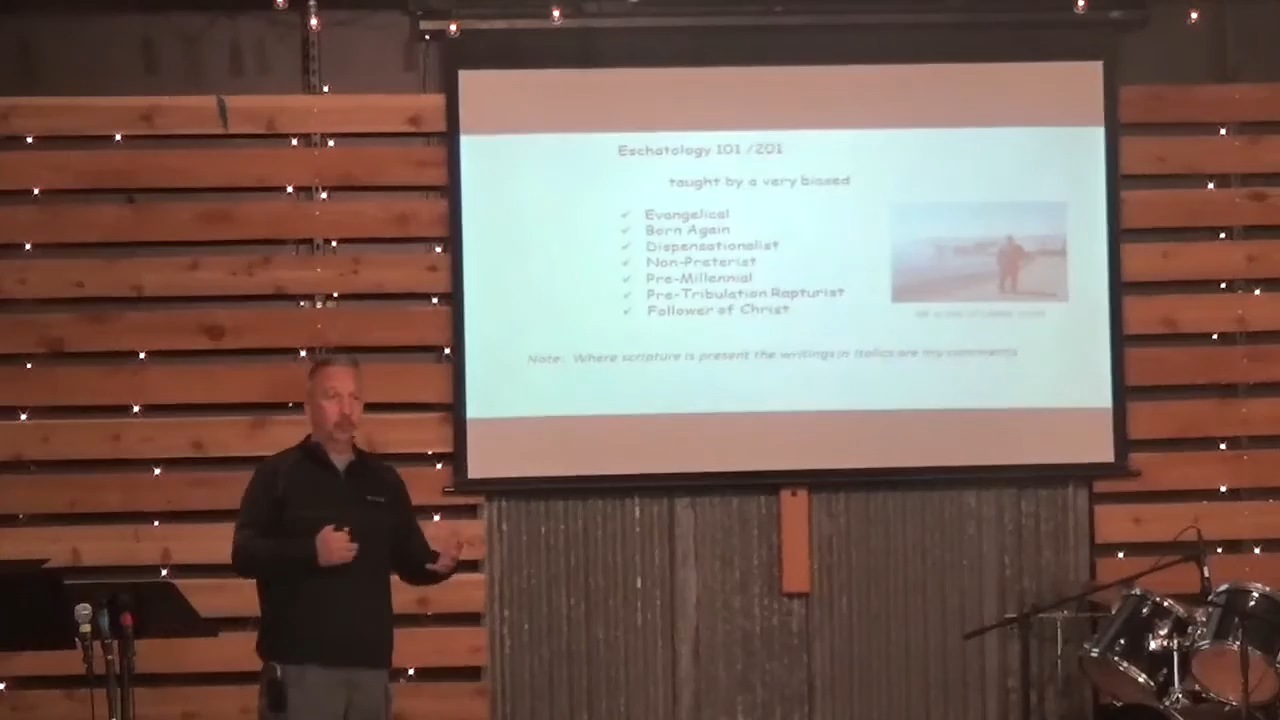 Eschatology 101 /201
taught by a very biased
✓ Evangelical
✓ Born Again
✓ Dispensationalist
✓ Non-Preterist
✓ Pre-Millennial
✓ Pre-Tribulation Rapturist
✓ Follower of Christ
Note: Where scripture is present the writings in Italics are my comments